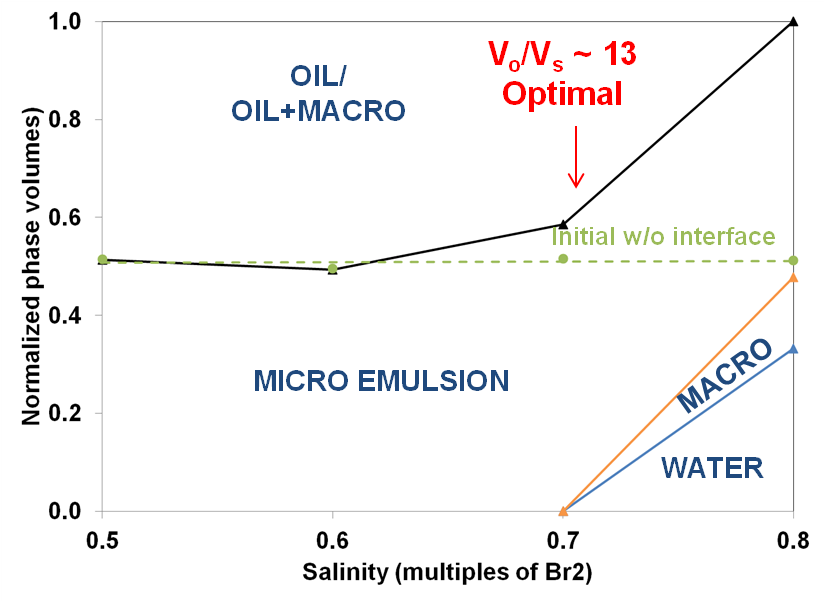 1.0
0.8
0.6
0.4
0.2
0.0
Normalized phase volumes)
OIL/
OIL+MACRO
Vo/Vs ~ 13
Optimal
Initial w/o interface
MICRO EMULSION
MACRO
WATER
0.5 0.6 0.7 0.8
Salinity (multiples of Br2)